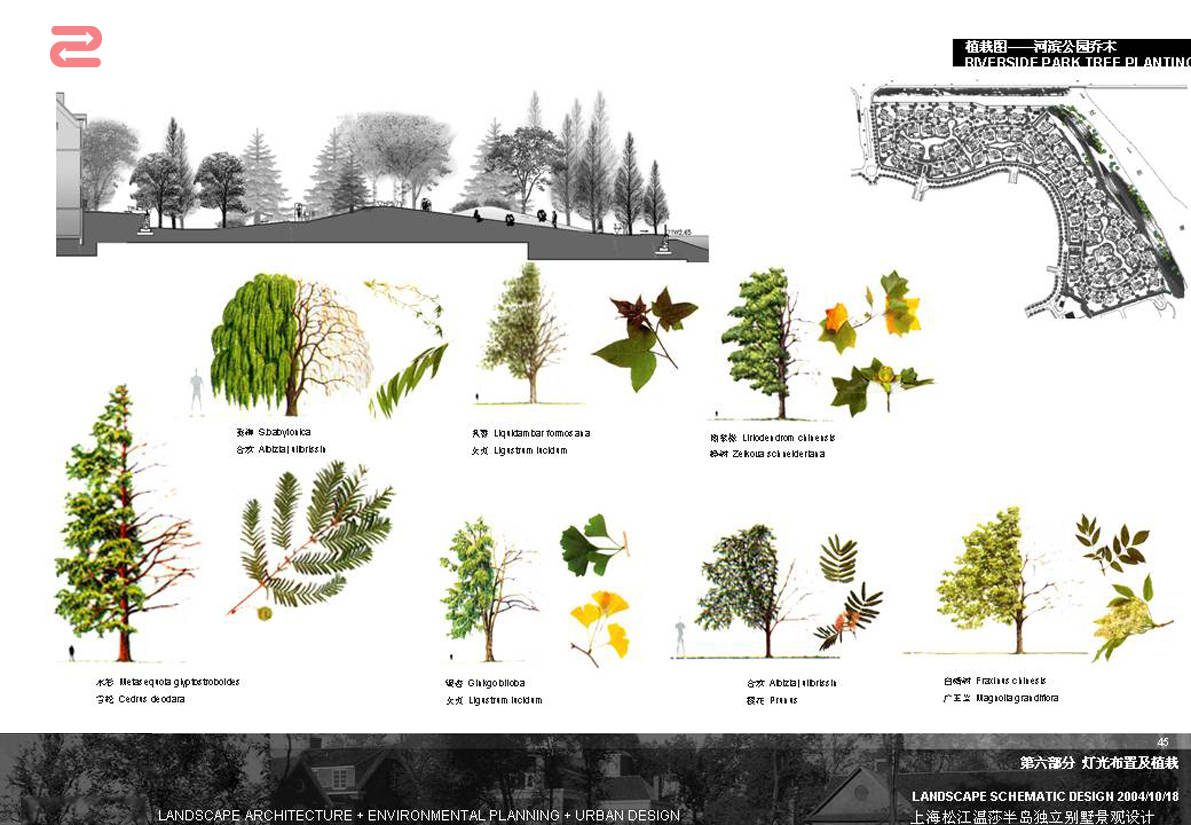 植栽图——河滨公园乔木
RIVERSIDE PARK TREE PLANTING
垂柳 S.babylonica
合欢 Albizia julibrissin
枫香 Liquidambar formosana
女贞 Ligustrum lucidum
Liriodendrom chinensis
榉树 Zelkoua schneideriana
水杉 Metasequoia glyptostroboides
雪松 Cedrus deodara
银杏 Ginkgo biloba
女贞 Ligustrum lucidum
合欢 Albizia julibrissin
樱花 Prunus
白蜡树 Fraxinus chinesis
广玉兰 Magnolia grandiflora
45
第六部分 灯光布置及植栽
LANDSCAPE SCHEMATIC DESIGN 2004/10/18
LANDSCAPE ARCHITECTURE + ENVIRONMENTAL PLANNING + URBAN DESIGN
上海松江温莎半岛独立别墅景观设计